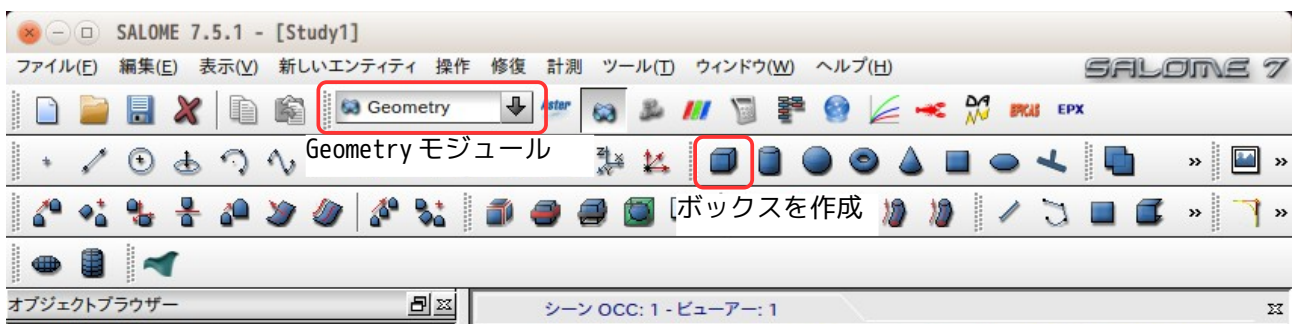 SALOME 7.5.1 - [Study1]
ファイル(F) 編集(E) 表示(V) 新しいエンティティ 操作 修復 計測 ツール(T) ウィンドウ(W) ヘルプ(H) SALOME 7
Geometry ster EFICAS EPX
Geometry モジュール
ボックスを作成
オブジェクトブラウザー シーン OCC: 1 - ビューアー: 1